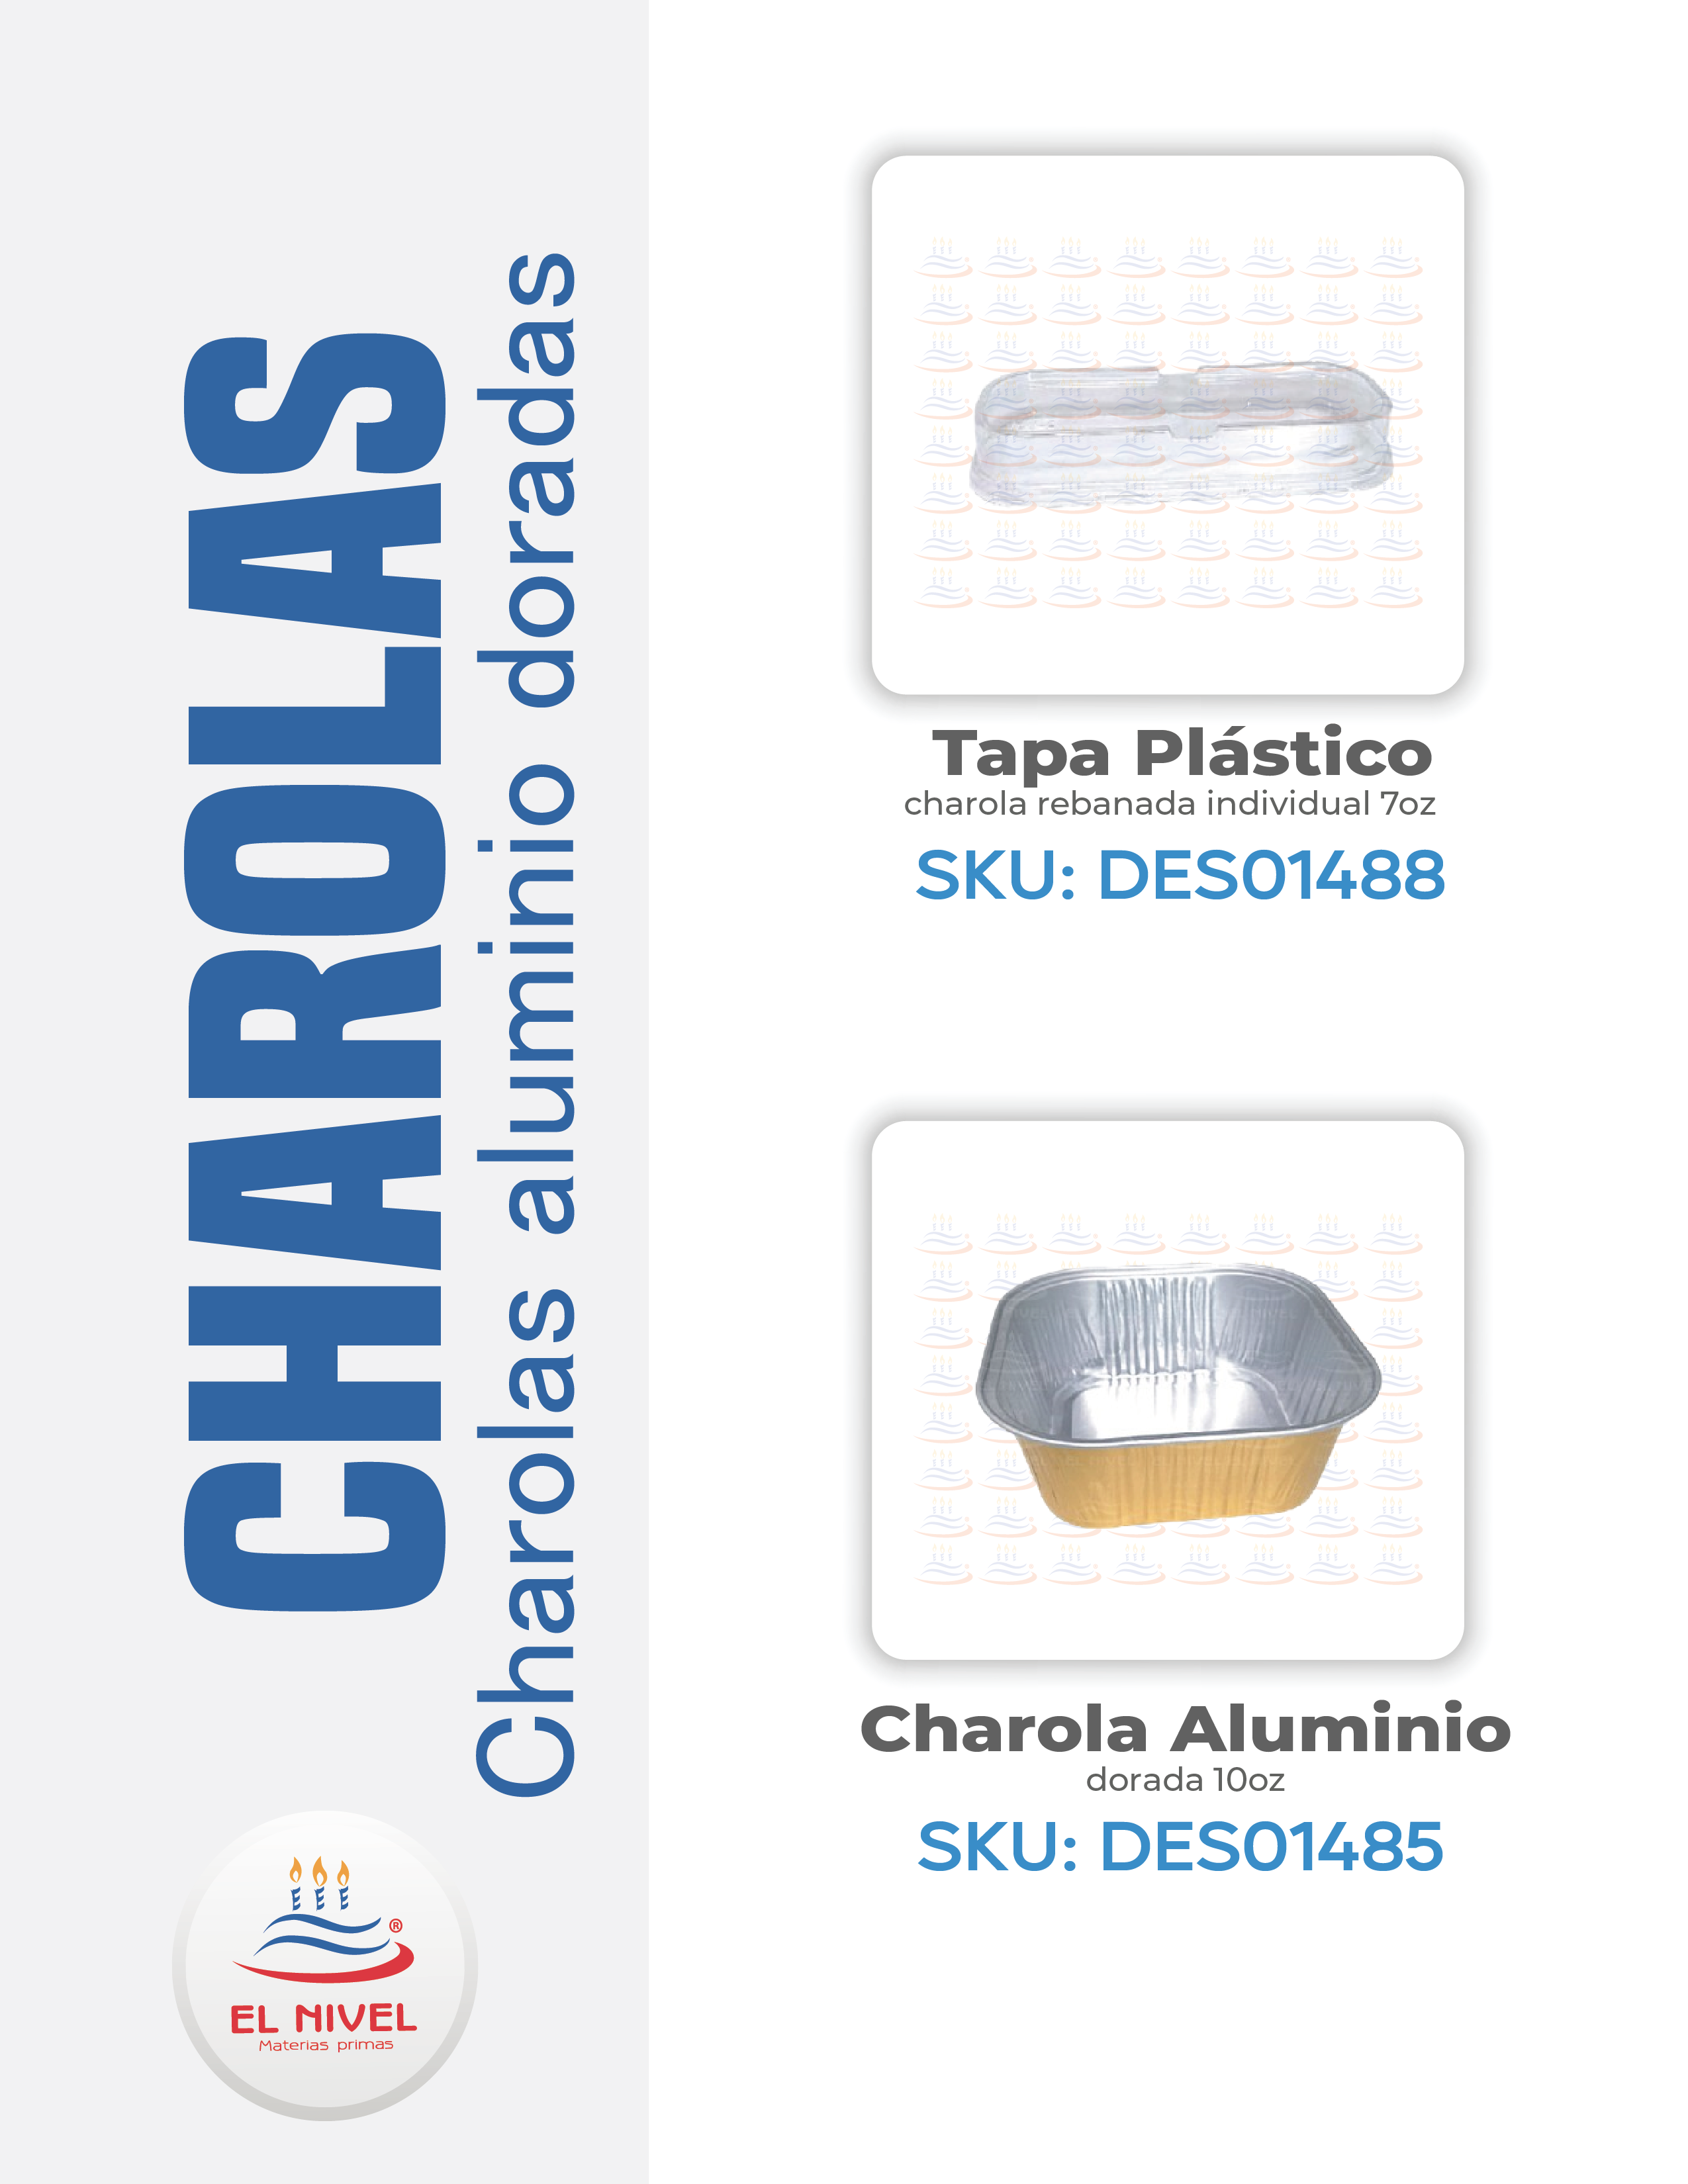 CHAROLAS
Charolas aluminio doradas
Tapa Plástico
charola rebanada individual 7oz
SKU: DES01488
Charola Aluminio
dorada 10oz
SKU: DES01485
®
EL NIVEL
Materias primas